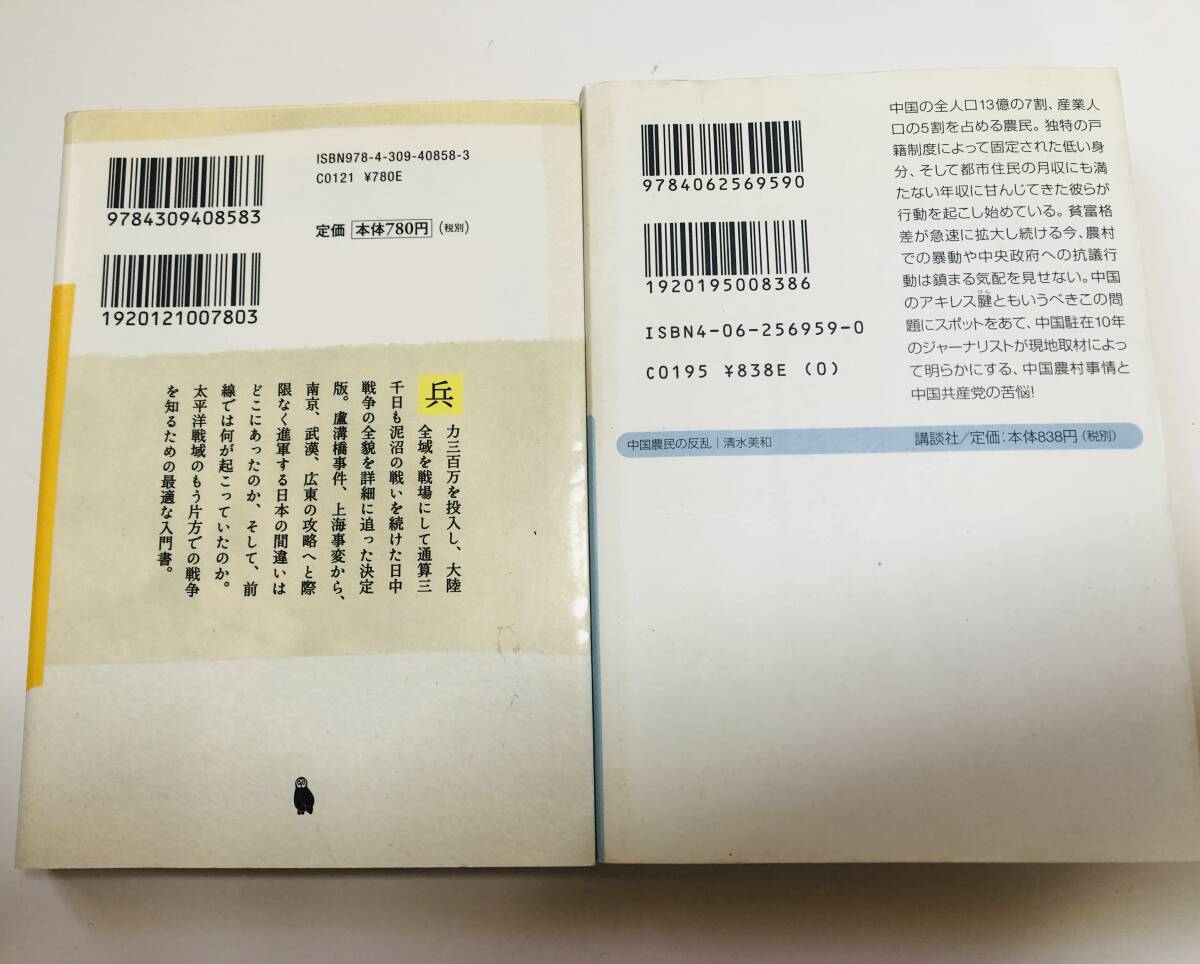 9784309408583
1920121007803
ISBN978-4-309-40858-3
C0121 ¥780E
定価 本体780円(税別)
兵力三百万を投入し、大陸
全域を戦場にして通算三
千日も泥沼の戦いを続けた日中
戦争の全貌を詳細に追った決定
版。盧溝橋事件、上海事変から、
南京、武漢、広東の攻略へと際
限なく進軍する日本の間違いは
どこにあったのか、そして、前
線では何が起こっていたのか。
太平洋戦域のもう片方での戦争
を知るための最適な入門書。
9784062569590
1920195008386
ISBN4-06-256959-0
C0195 ¥838E (0)
中国の全人口13億の7割、産業人
口の5割を占める農民。独特の戸
籍制度によって固定された低い身
分、そして都市住民の月収にも満
たない年収に甘んじてきた彼らが
行動を起こし始めている。貧富格
差が急速に拡大し続ける今、農村
での暴動や中央政府への抗議行
動は鎮まる気配を見せない。中国
のアキレス腱ともいうべきこの問
けん
題にスポットをあて、中国駐在10年
のジャーナリストが現地取材によっ
て明らかにする、中国農村事情と
中国共産党の苦悩!
中国農民の反乱|清水美和
講談社/定価:本体838円(税別)